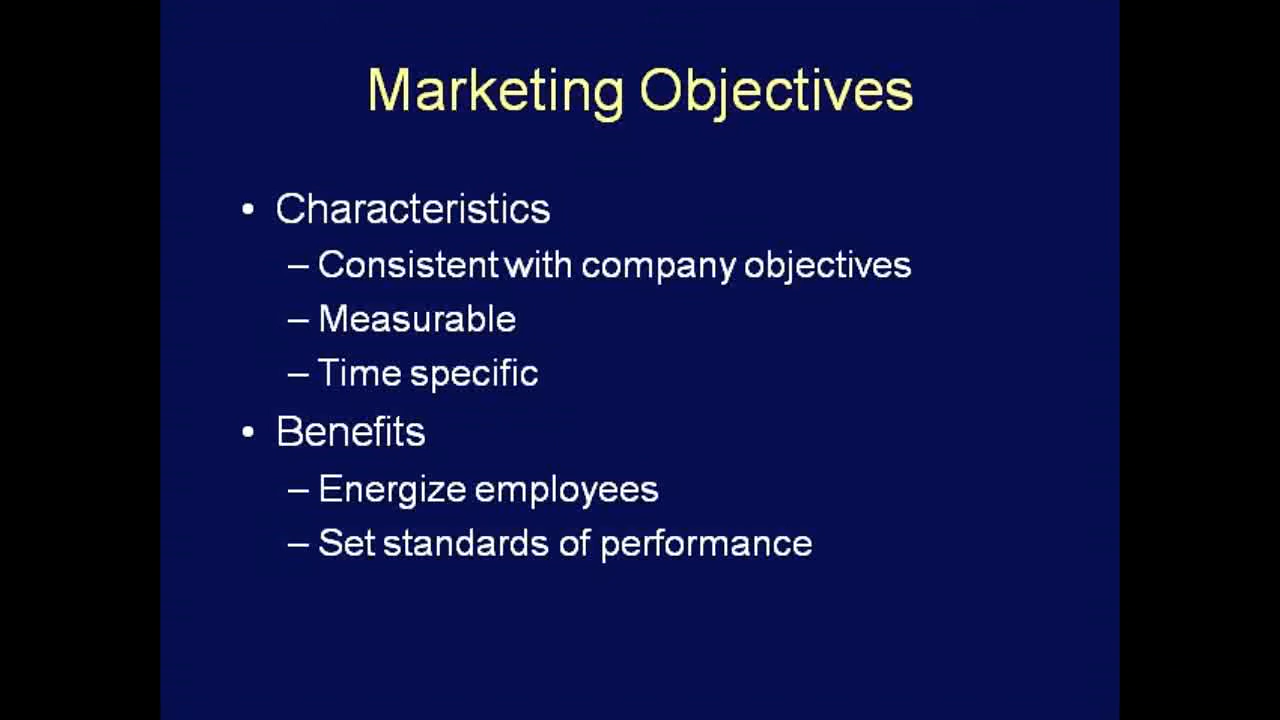 Marketing Objectives
• Characteristics
– Consistent with company objectives
– Measurable
– Time specific
• Benefits
– Energize employees
– Set standards of performance